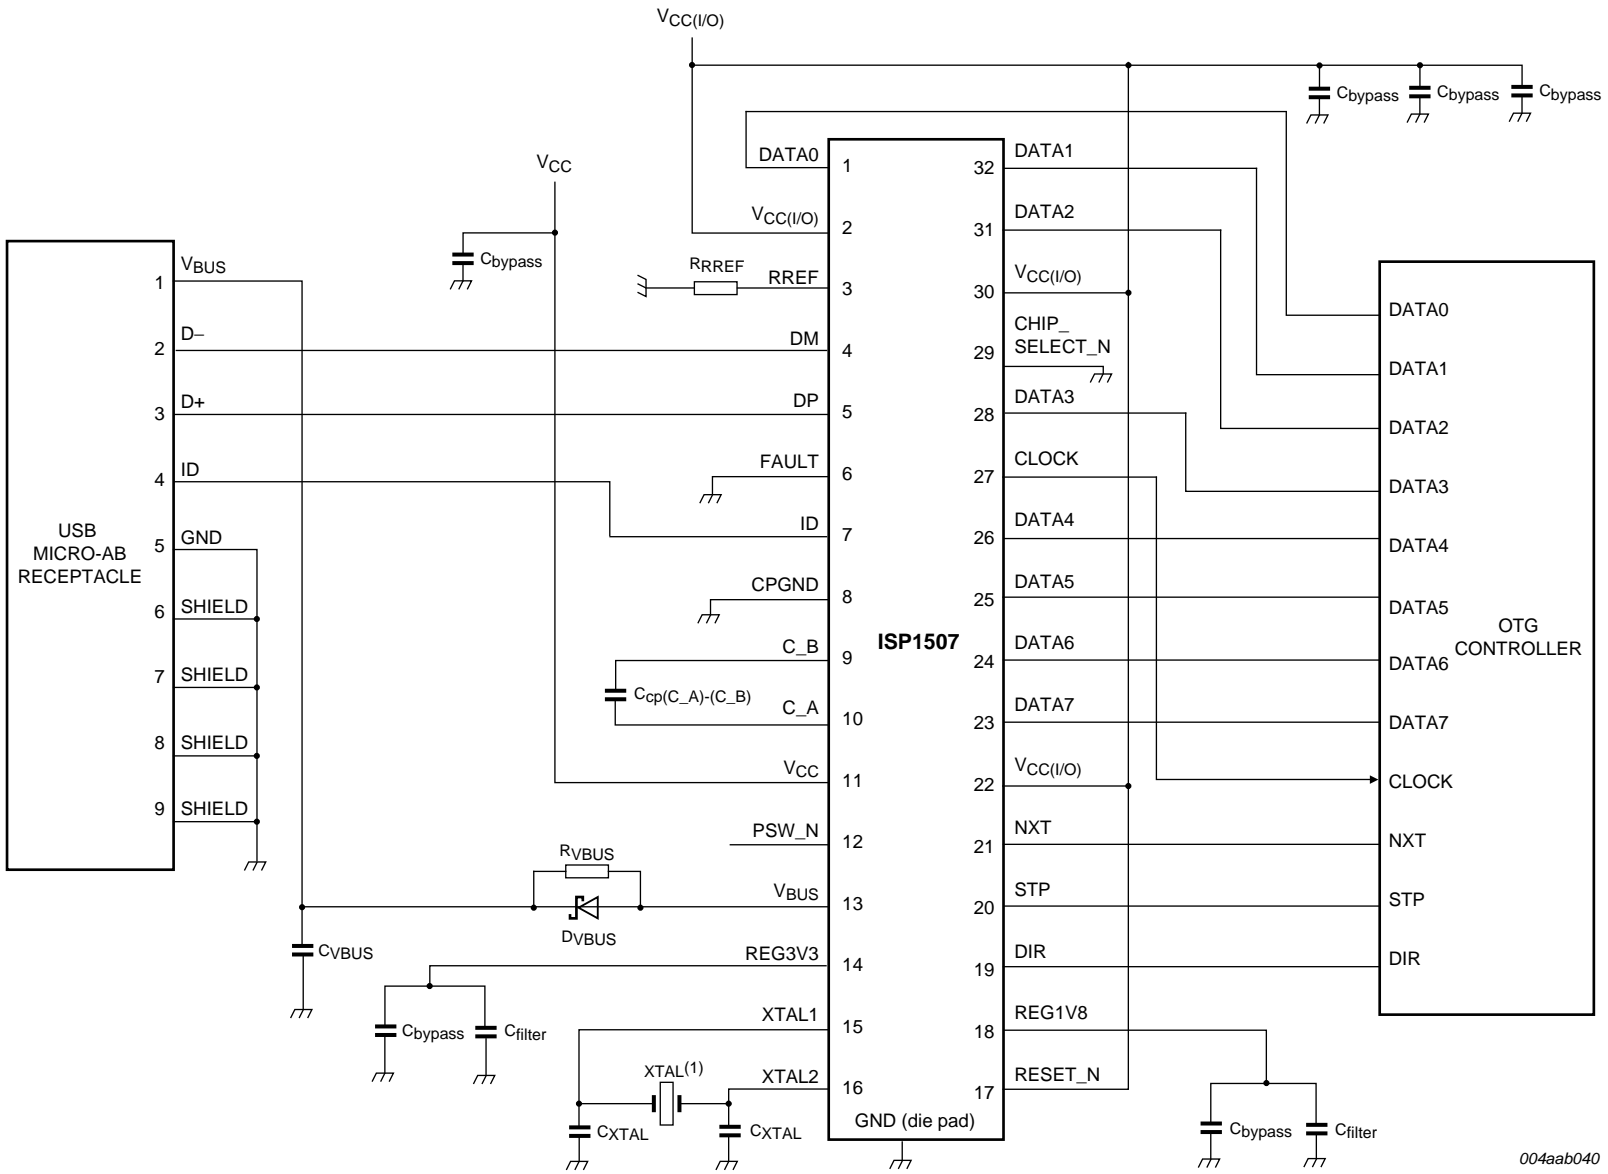 VCC(I/O)
Cbypass
Cbypass
Cbypass
VCC
Cbypass
USB
MICRO-AB
RECEPTACLE
1 VBUS
2 D−
3 D+
4 ID
5 GND
6 SHIELD
7 SHIELD
8 SHIELD
9 SHIELD
RRREF
Ccp(C_A)-(C_B)
RVBUS
DVBUS
CVBUS
Cbypass
Cfilter
XTAL(1)
CXTAL
CXTAL
DATA0 1
VCC(I/O) 2
RREF 3
DM 4
DP 5
FAULT 6
ID 7
CPGND 8
C_B 9
C_A 10
VCC 11
PSW_N 12
VBUS 13
REG3V3 14
XTAL1 15
XTAL2 16
ISP1507
GND (die pad)
32 DATA1
31 DATA2
30 VCC(I/O)
29 CHIP_
SELECT_N
28 DATA3
27 CLOCK
26 DATA4
25 DATA5
24 DATA6
23 DATA7
22 VCC(I/O)
21 NXT
20 STP
19 DIR
18 REG1V8
17 RESET_N
Cbypass
Cfilter
DATA0
DATA1
DATA2
DATA3
DATA4
DATA5
DATA6
DATA7
CLOCK
NXT
STP
DIR
OTG
CONTROLLER
004aab040